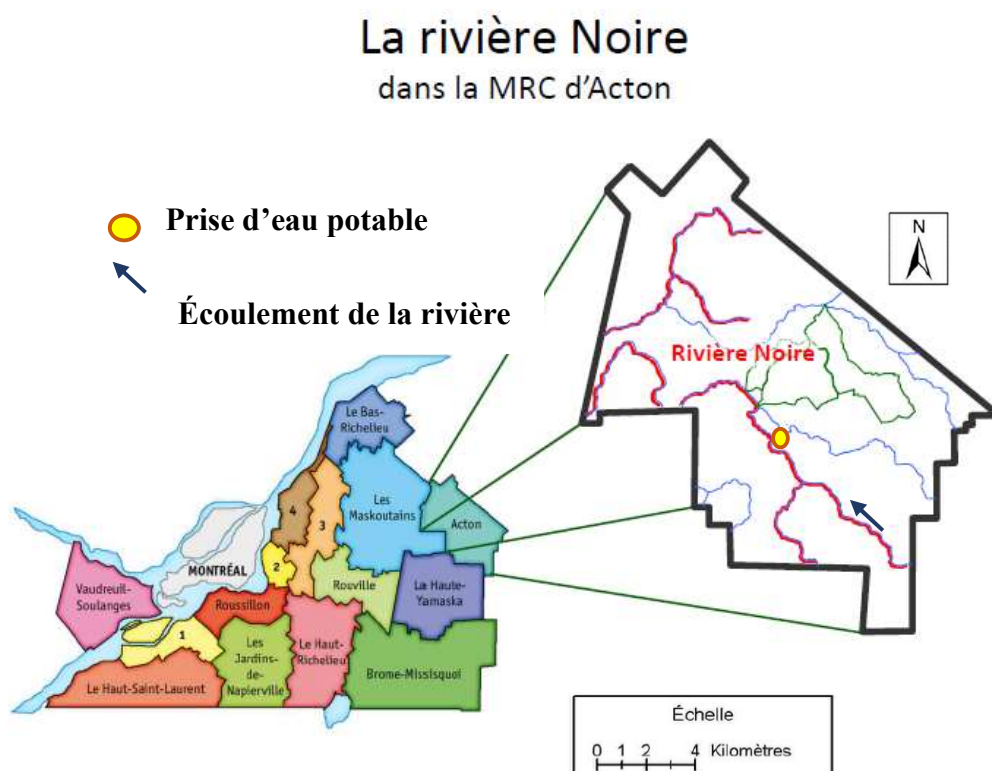 La rivière Noire
dans la MRC d'Acton
Prise d'eau potable
Écoulement de la rivière
N
Rivière Noire
Le Bas-
Richelieu
Les
Maskoutains
4
3
Acton
2
MONTRÉAL
Rouville
La Haute-
Yamaska
Vaudreuil-
Soulanges
Roussillon
1
Les
Jardins-
de-
Napierville
Le Haut-
Richelieu
Brome-Missisquoi
Le Haut-Saint-Laurent
Échelle
0 1 2 4 Kilomètres